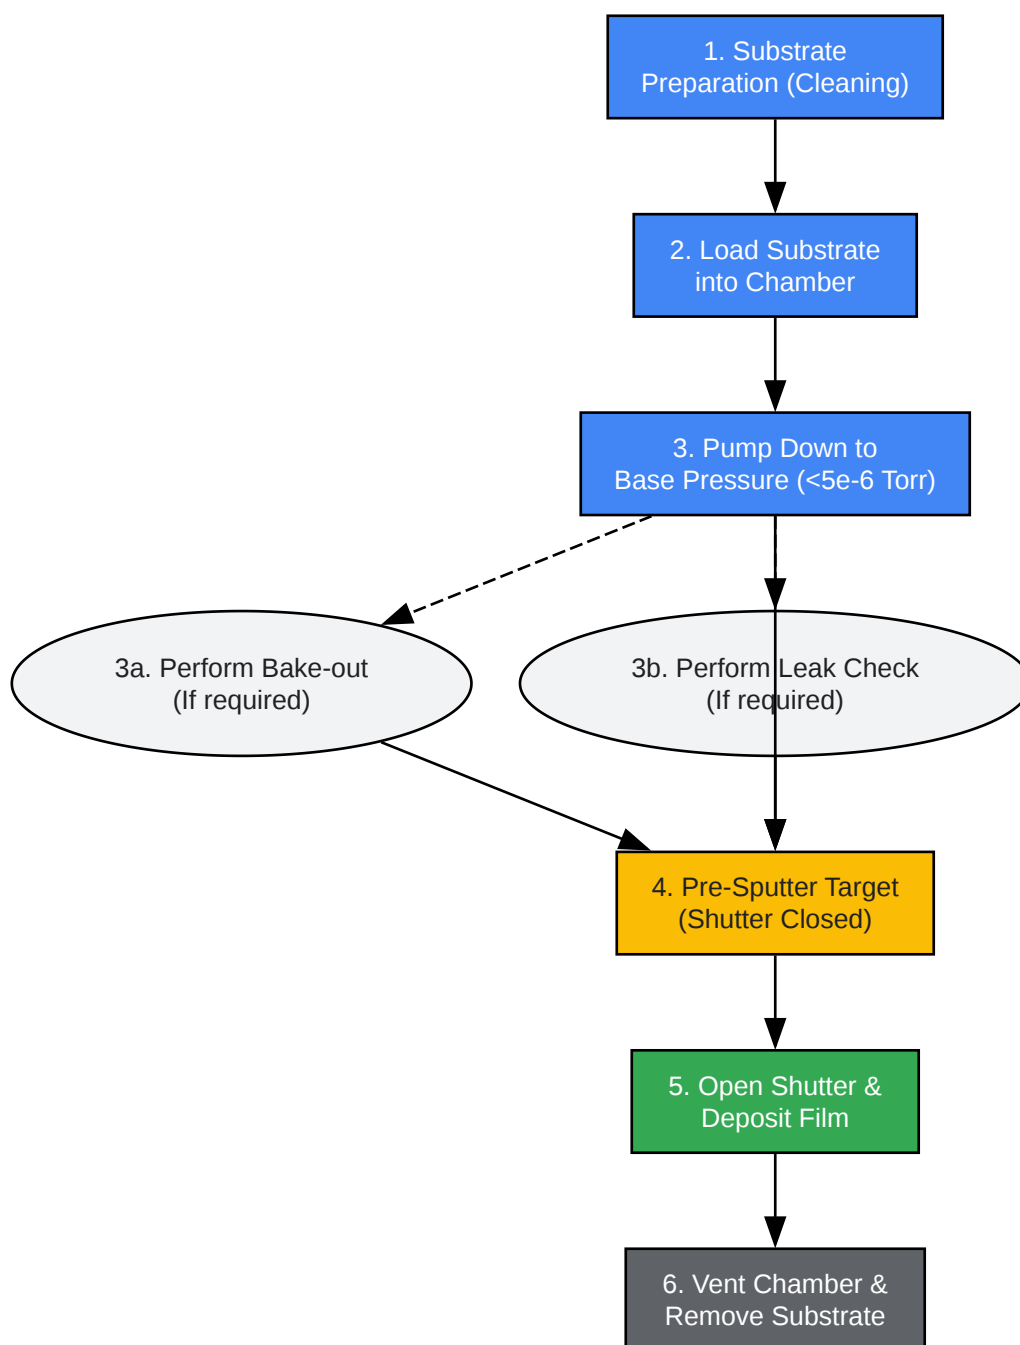 1. Substrate
Preparation (Cleaning)
2. Load Substrate
into Chamber
3. Pump Down to
Base Pressure (<5e-6 Torr)
3a. Perform Bake-out
(If required)
3b. Perform Leak Check
(If required)
4. Pre-Sputter Target
(Shutter Closed)
5. Open Shutter &
Deposit Film
6. Vent Chamber &
Remove Substrate